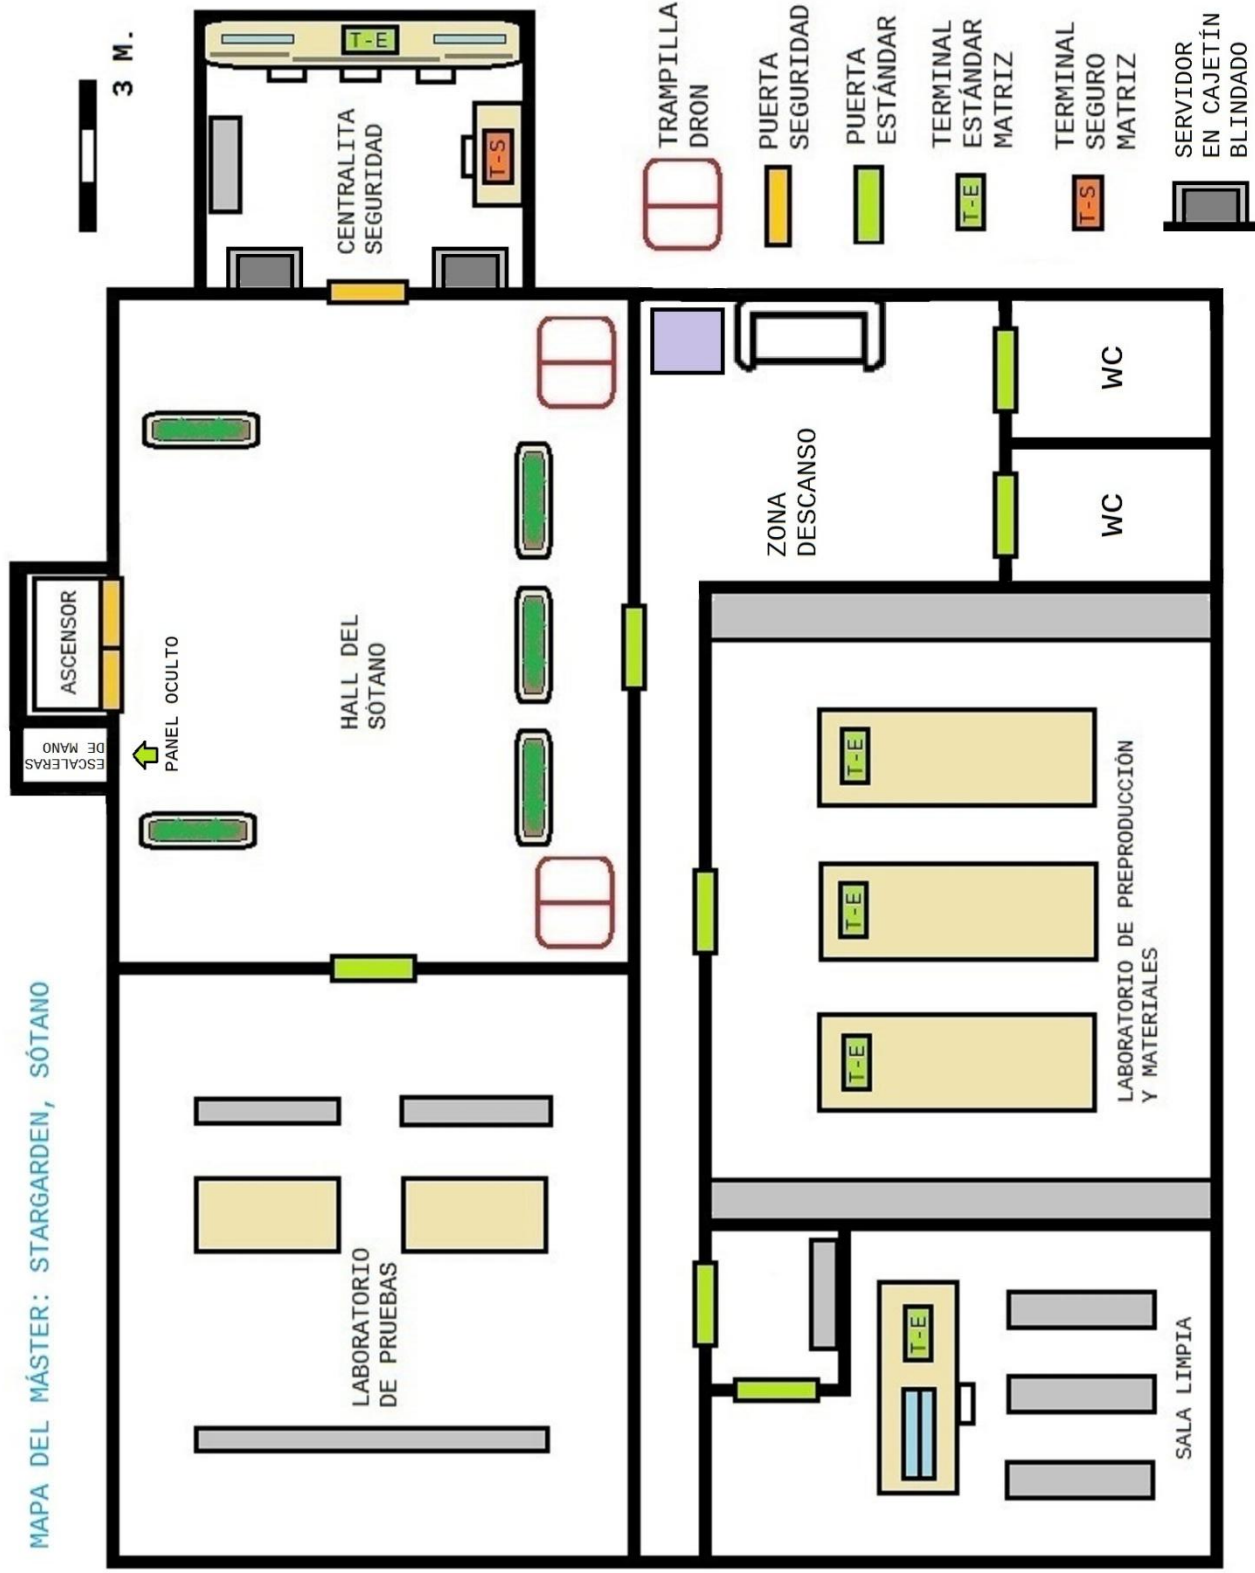 MAPA DEL MÁSTER: STARGARDEN, SÓTANO
3 M.
ESCALERAS
DE MANO
ASCENSOR
PANEL OCULTO
HALL DEL
SÓTANO
CENTRALITA
SEGURIDAD
T-E
T-S
LABORATORIO
DE PRUEBAS
ZONA
DESCANSO
WC
WC
T-E
T-E
T-E
LABORATORIO DE PREPRODUCCIÓN
Y MATERIALES
T-E
SALA LIMPIA
TRAMPILLA
DRON
PUERTA
SEGURIDAD
PUERTA
ESTÁNDAR
T-E
TERMINAL
ESTÁNDAR
MATRIZ
T-S
TERMINAL
SEGURO
MATRIZ
SERVIDOR
EN CAJETÍN
BLINDADO